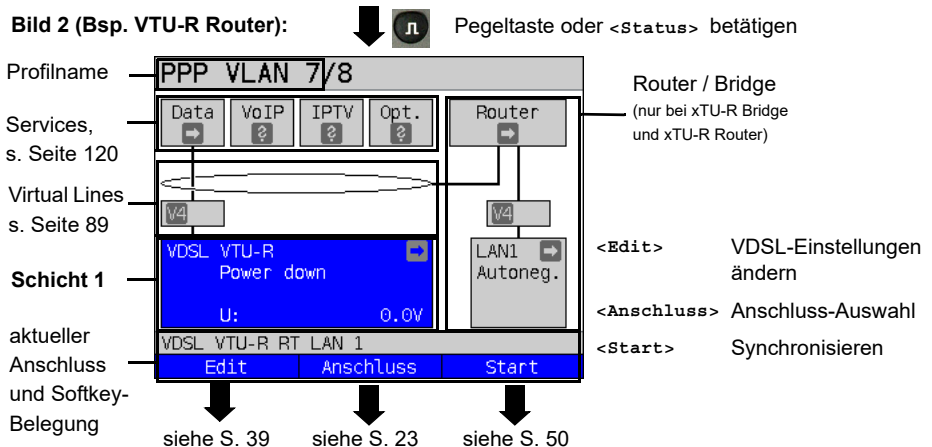 Bild 2 (Bsp. VTU-R Router):
Pegeltaste oder <Status> betätigen
Profilname
PPP VLAN 7/8
Router / Bridge
(nur bei xTU-R Bridge
und xTU-R Router)
Services,
s. Seite 120
Data
VoIP
IPTV
Opt.
Router
Virtual Lines
s. Seite 89
V4
V4
Schicht 1
VDSL VTU-R
Power down
U: 0.0V
LAN1
Autoneg.
<Edit> VDSL-Einstellungen
ändern
<Anschluss> Anschluss-Auswahl
<Start> Synchronisieren
aktueller
Anschluss
und Softkey-
Belegung
VDSL VTU-R RT LAN 1
Edit
Anschluss
Start
siehe S. 39
siehe S. 23
siehe S. 50